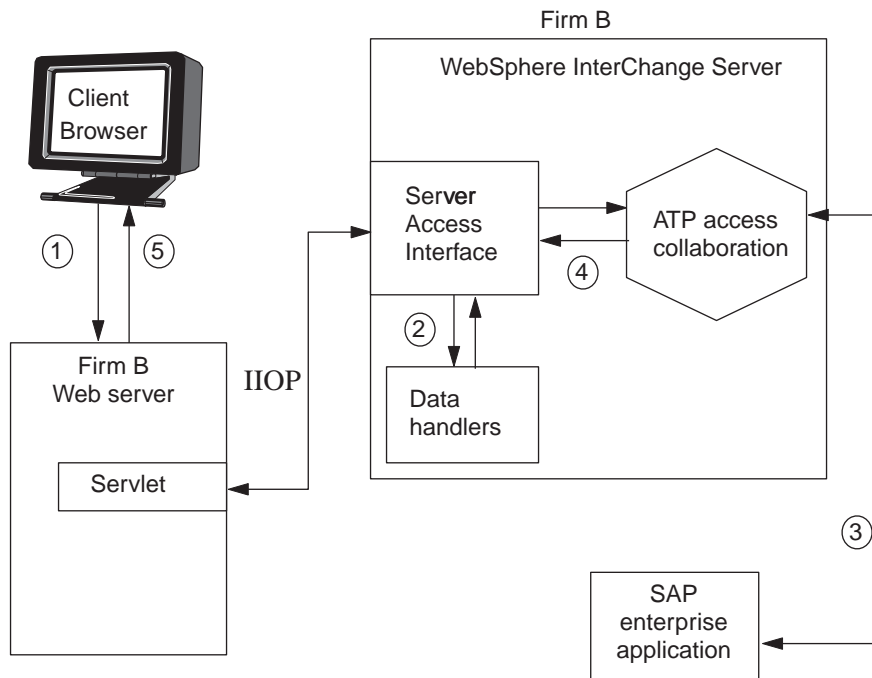 Firm B
WebSphere InterChange Server
Client
Browser
Server
Access
Interface
ATP access
collaboration
1
5
4
2
Firm B
Web server
IIOP
Data
handlers
Servlet
3
SAP
enterprise
application